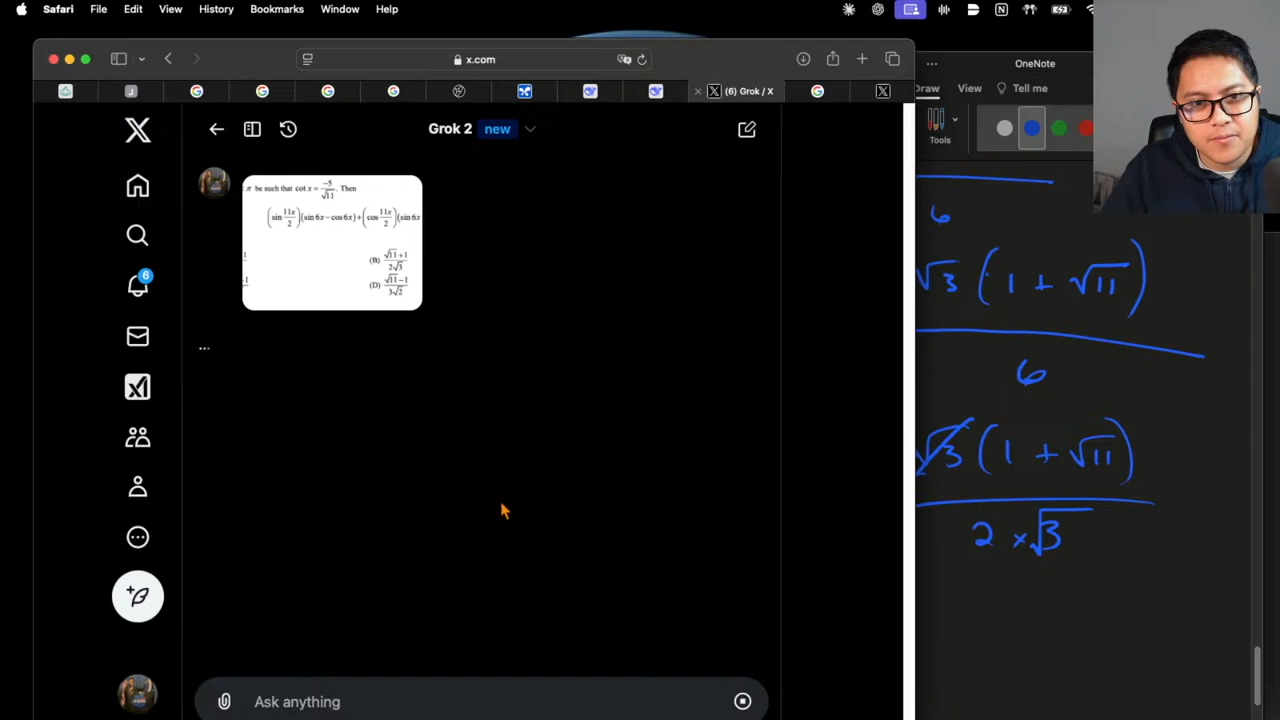 Safari File Edit View History Bookmarks Window Help
x.com
(6) Grok / X
OneNote
Draw View Tell me
Tools
Grok 2 new
π be such that cot x = -5/√11. Then
(sin 11x/2)(sin 6x – cos 6x) + (cos 11x/2)(sin 6x
(B) √11+1 / 2√3
(D) √11–1 / 3√2
...
6
6
√3 (1 + √11)
6
√3 (1 + √11)
2 × √3
Ask anything